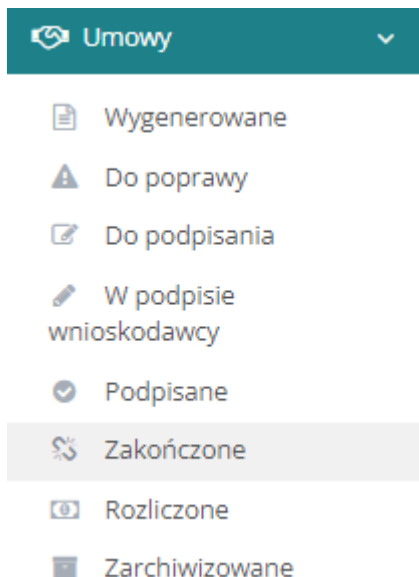 Umowy
Wygenerowane
Do poprawy
Do podpisania
W podpisie
wnioskodawcy
Podpisane
Zakończone
Rozliczone
Zarchiwizowane